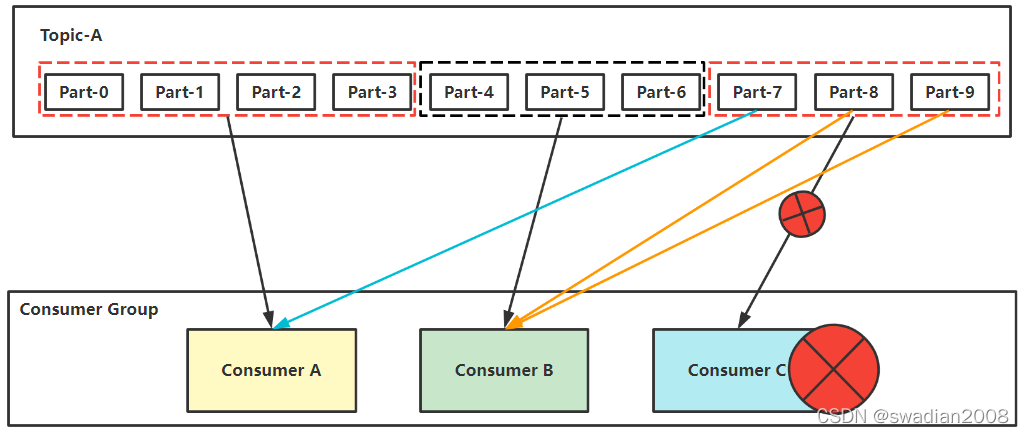 Topic-A
Part-0 Part-1 Part-2 Part-3 Part-4 Part-5 Part-6 Part-7 Part-8 Part-9
Consumer Group
Consumer A Consumer B Consumer C
CSDN @swadian2008